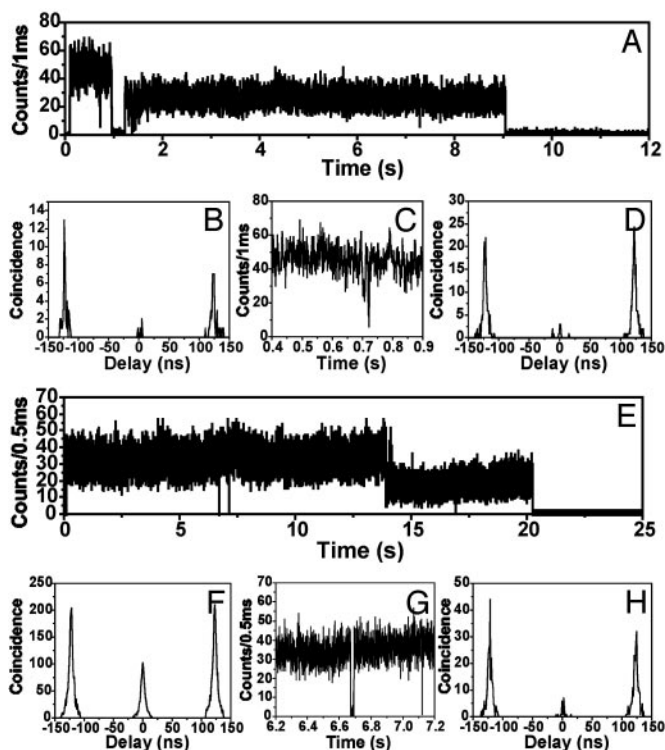 A
Counts/1ms
80
60
40
20
0
0 2 4 6 8 10 12
Time (s)
B
Coincidence
14
12
10
8
6
4
2
0
-150 -100 -50 0 50 100 150
Delay (ns)
C
Counts/1ms
80
60
40
20
0
0.4 0.5 0.6 0.7 0.8 0.9
Time (s)
D
Coincidence
30
25
20
15
10
5
0
-150 -100 -50 0 50 100 150
Delay (ns)
E
Counts/0.5ms
70
60
50
40
30
20
10
0
0 5 10 15 20 25
Time (s)
F
Coincidence
250
200
150
100
50
0
-150 -100 -50 0 50 100 150
Delay (ns)
G
Counts/0.5ms
70
60
50
40
30
20
10
0
6.2 6.4 6.6 6.8 7.0 7.2
Time (s)
H
Coincidence
50
40
30
20
10
0
-150 -100 -50 0 50 100 150
Delay (ns)